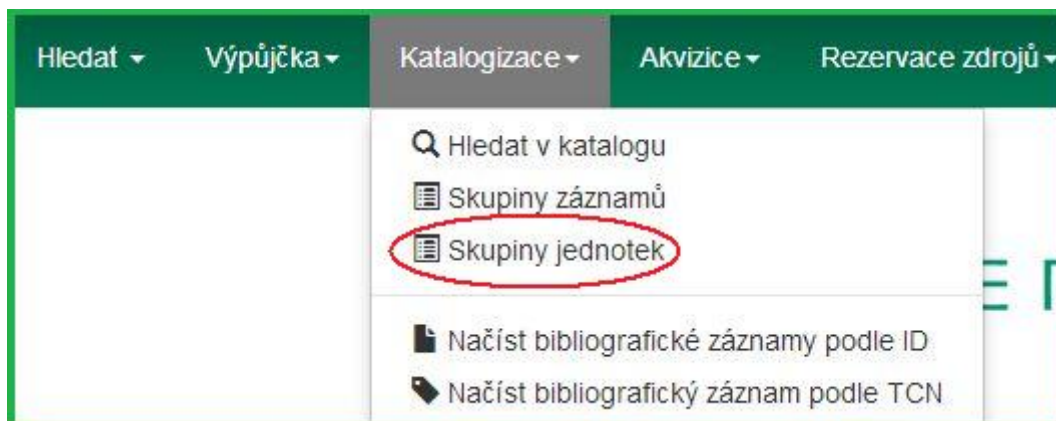 Hledat Výpůjčka Katalogizace Akvizice Rezervace zdrojů
Hledat v katalogu
Skupiny záznamů
Skupiny jednotek
Načíst bibliografické záznamy podle ID
Načíst bibliografický záznam podle TCN